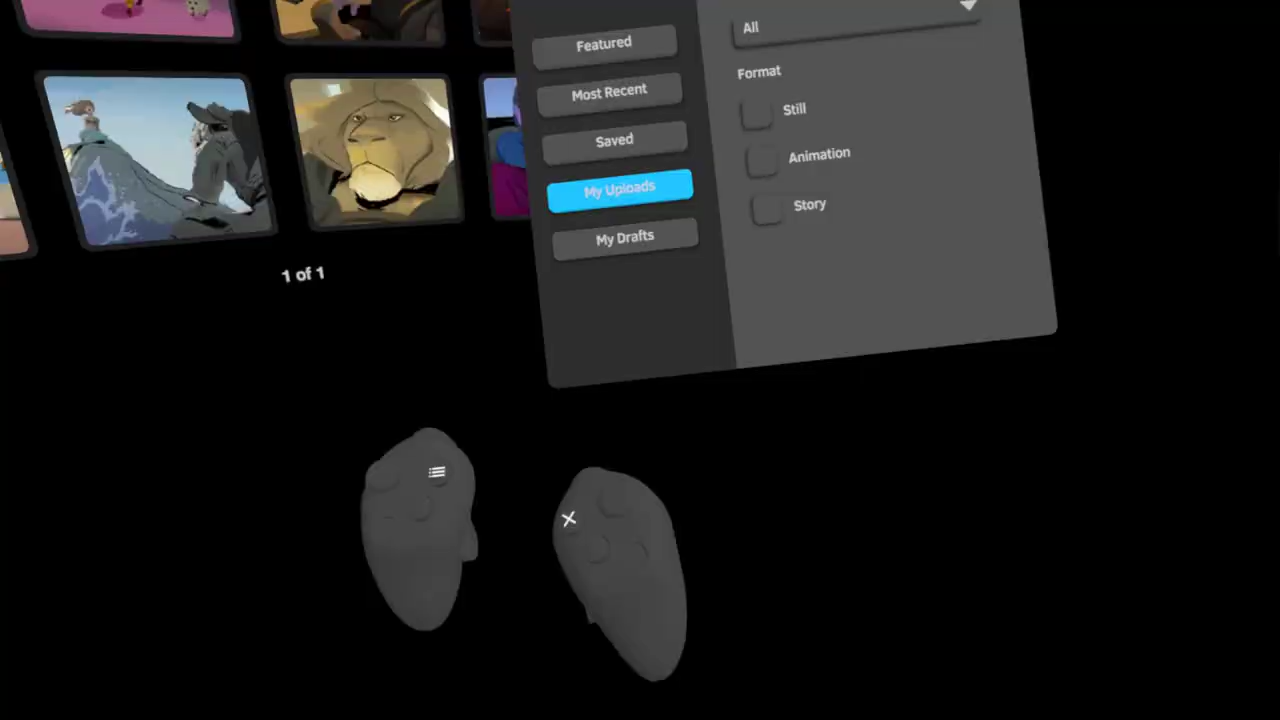 Featured
Most Recent
Saved
My Uploads
My Drafts
All
Format
Still
Animation
Story
1 of 1